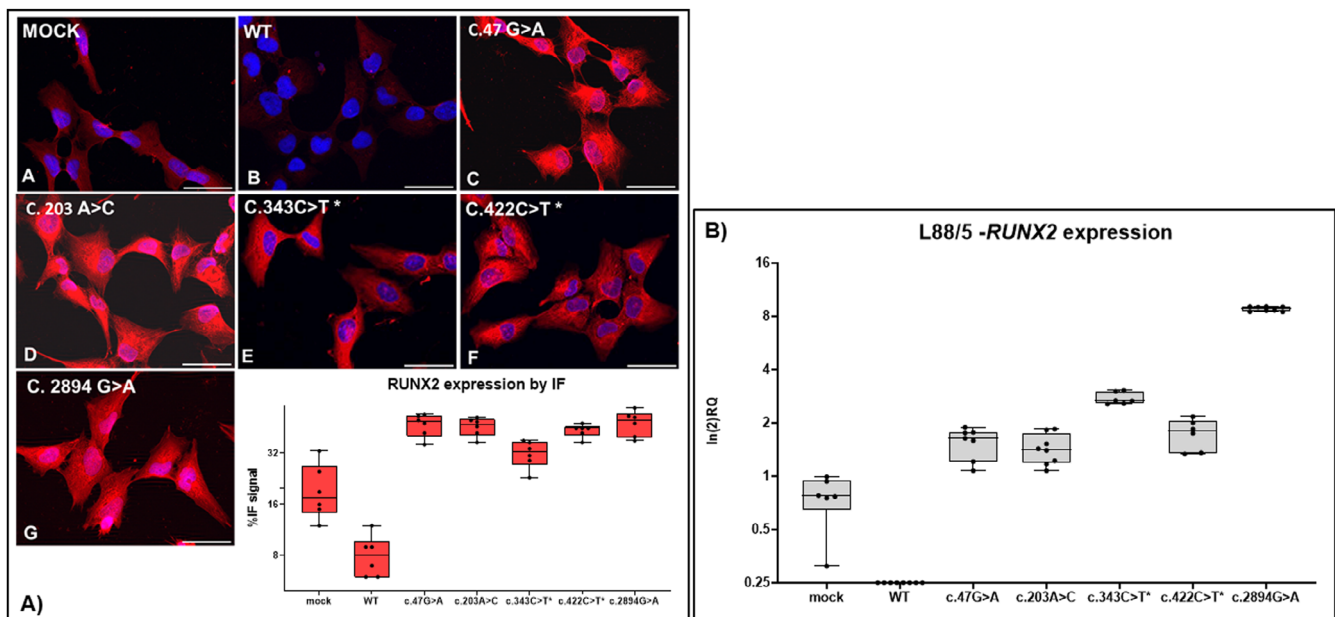 MOCK
A
WT
B
C.47 G>A
C
C. 203 A>C
D
C.343C>T *
E
C.422C>T *
F
C. 2894 G>A
G
RUNX2 expression by IF
%IF signal
32
16
8
mock
WT
c.47G>A
c.203A>C
c.343C>T*
c.422C>T*
c.2894G>A
A)
B)
L88/5 -RUNX2 expression
ln(2)RQ
16
8
4
2
1
0.5
0.25
mock
WT
c.47G>A
c.203A>C
c.343C>T*
c.422C>T*
c.2894G>A